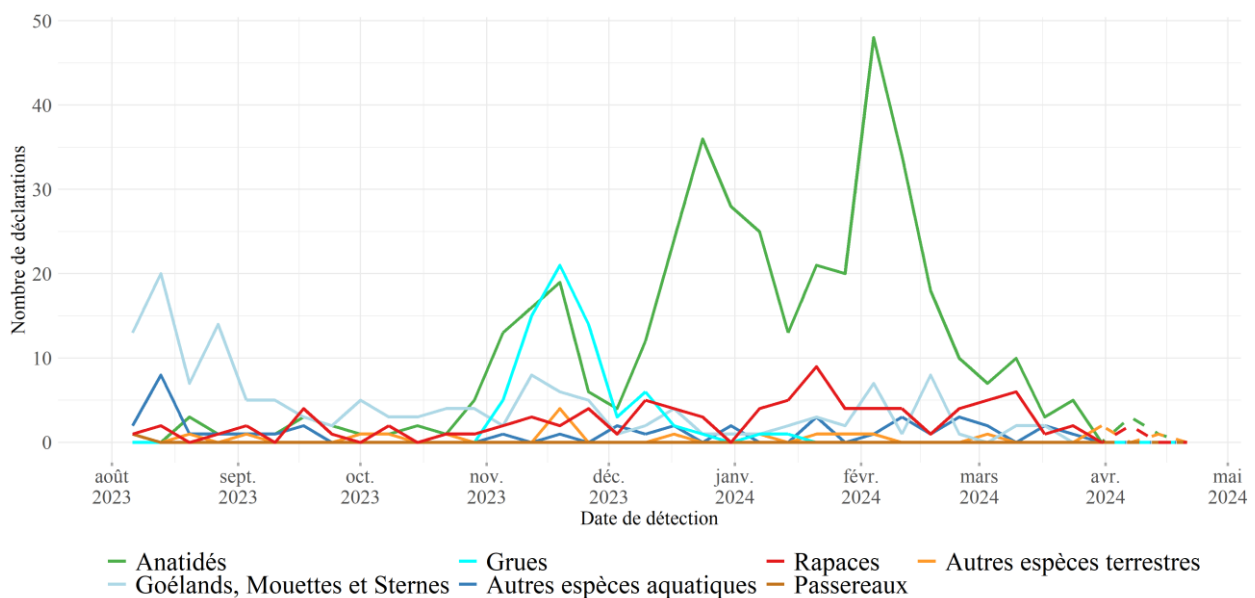 50
40
30
20
10
0
Nombre de déclarations
août sept. oct. nov. déc. janv. févr. mars avr. mai
2023 2023 2023 2023 2023 2024 2024 2024 2024 2024
Date de détection
Anatidés Grues Rapaces Autres espèces terrestres
Goélands, Mouettes et Sternes Autres espèces aquatiques Passereaux